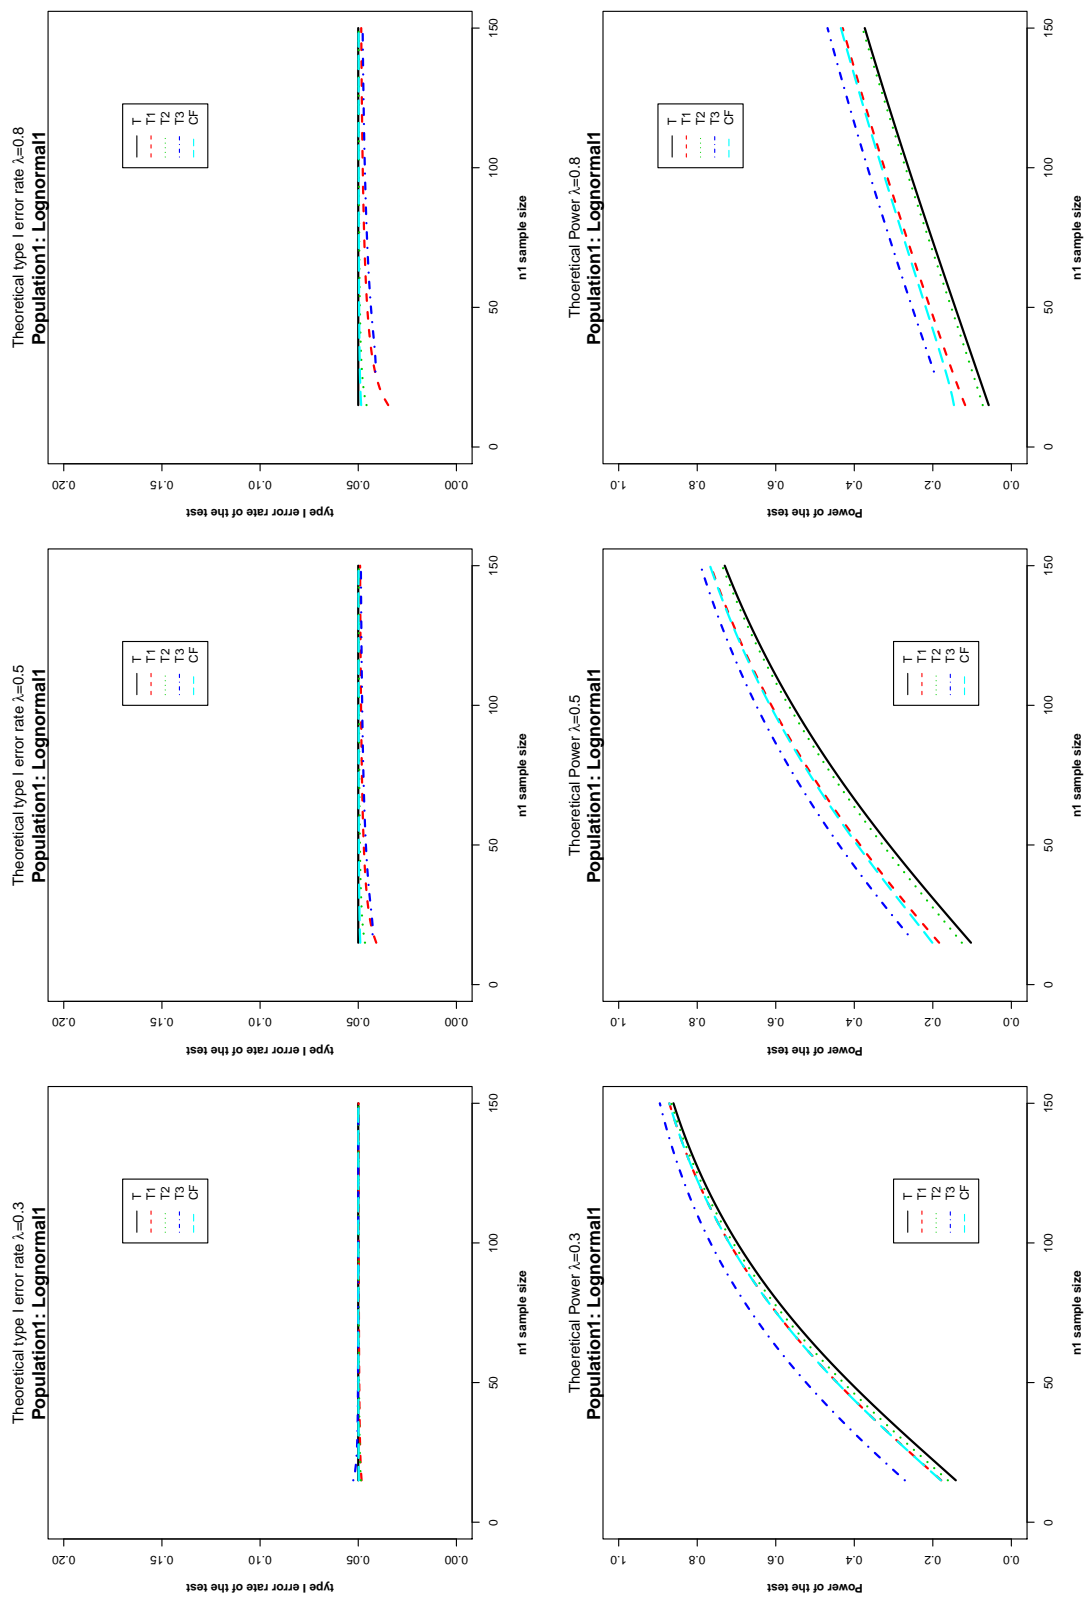 Theoretical type I error rate λ=0.3
Population1: Lognormal1
type I error rate of the test
0.20
0.15
0.10
0.05
0.00
T
T1
T2
T3
CF
0 50 100 150
n1 sample size
Theoretical type I error rate λ=0.5
Population1: Lognormal1
type I error rate of the test
0.20
0.15
0.10
0.05
0.00
T
T1
T2
T3
CF
0 50 100 150
n1 sample size
Theoretical type I error rate λ=0.8
Population1: Lognormal1
type I error rate of the test
0.20
0.15
0.10
0.05
0.00
T
T1
T2
T3
CF
0 50 100 150
n1 sample size
Thoeretical Power λ=0.3
Population1: Lognormal1
Power of the test
1.0
0.8
0.6
0.4
0.2
0.0
T
T1
T2
T3
CF
0 50 100 150
n1 sample size
Thoeretical Power λ=0.5
Population1: Lognormal1
Power of the test
1.0
0.8
0.6
0.4
0.2
0.0
T
T1
T2
T3
CF
0 50 100 150
n1 sample size
Thoeretical Power λ=0.8
Population1: Lognormal1
Power of the test
1.0
0.8
0.6
0.4
0.2
0.0
T
T1
T2
T3
CF
0 50 100 150
n1 sample size